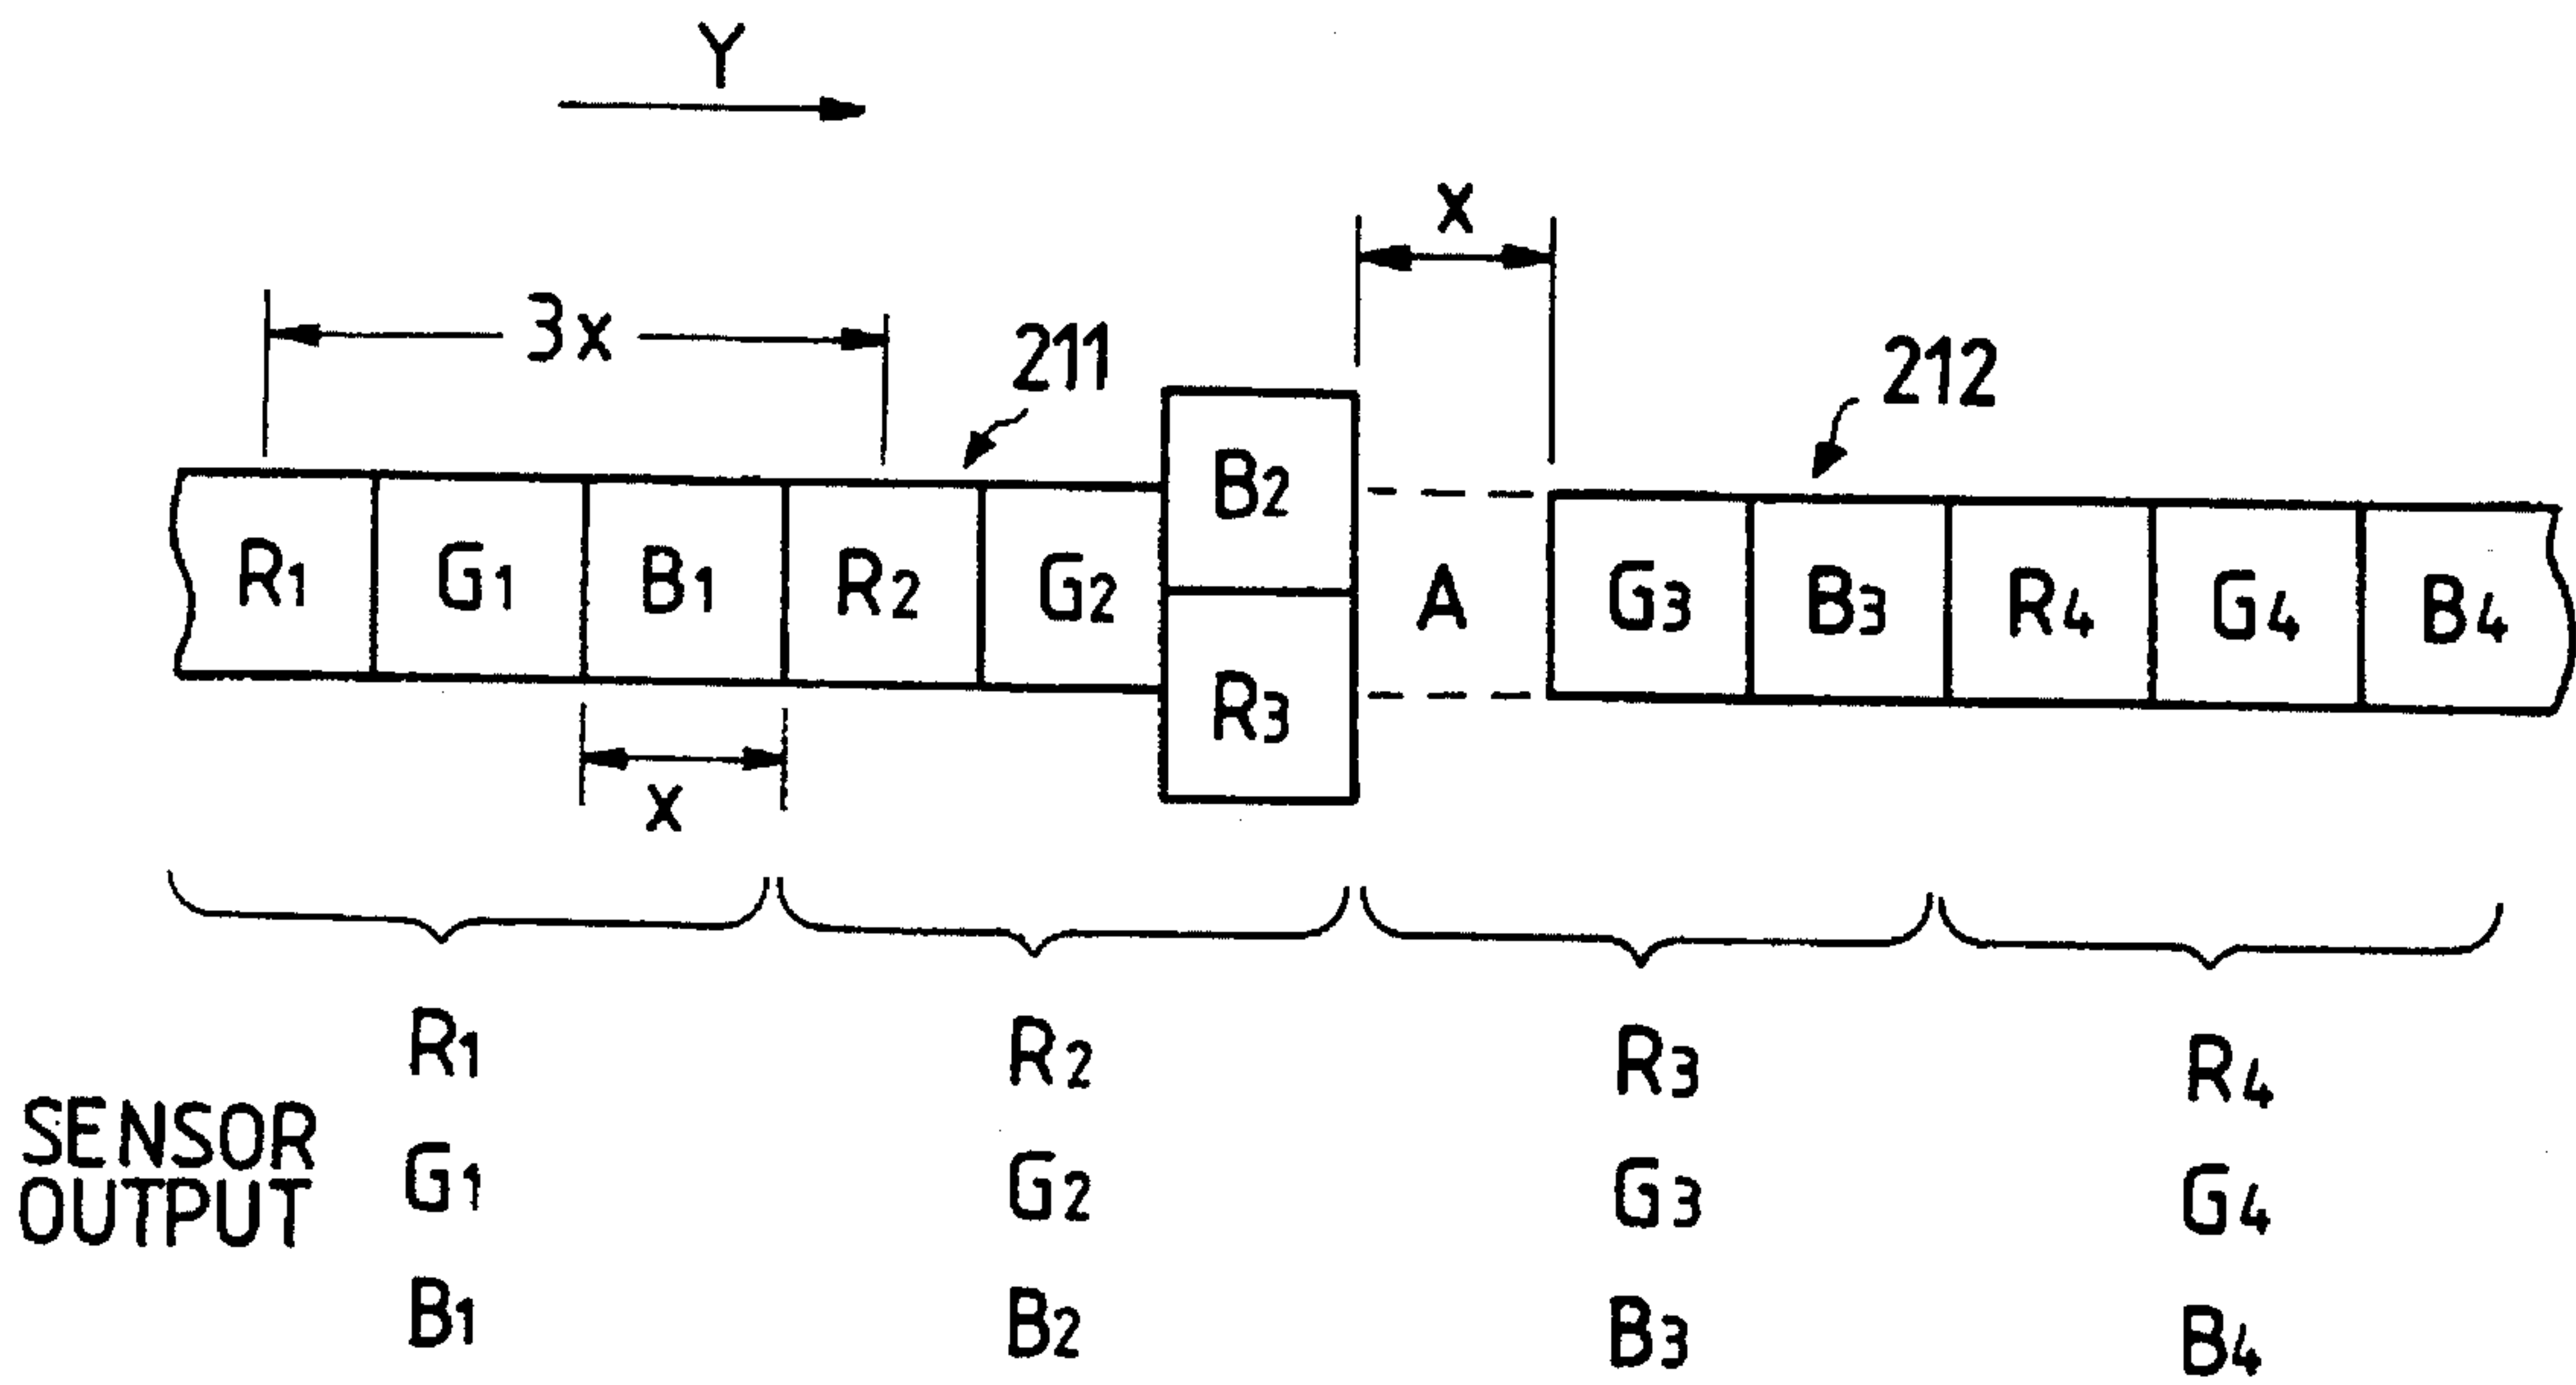 Y
x
3x
211
212
B2
R1 G1 B1 R2 G2 A G3 B3 R4 G4 B4
R3
x
R1 R2 R3 R4
SENSOR
OUTPUT
G1 G2 G3 G4
B1 B2 B3 B4